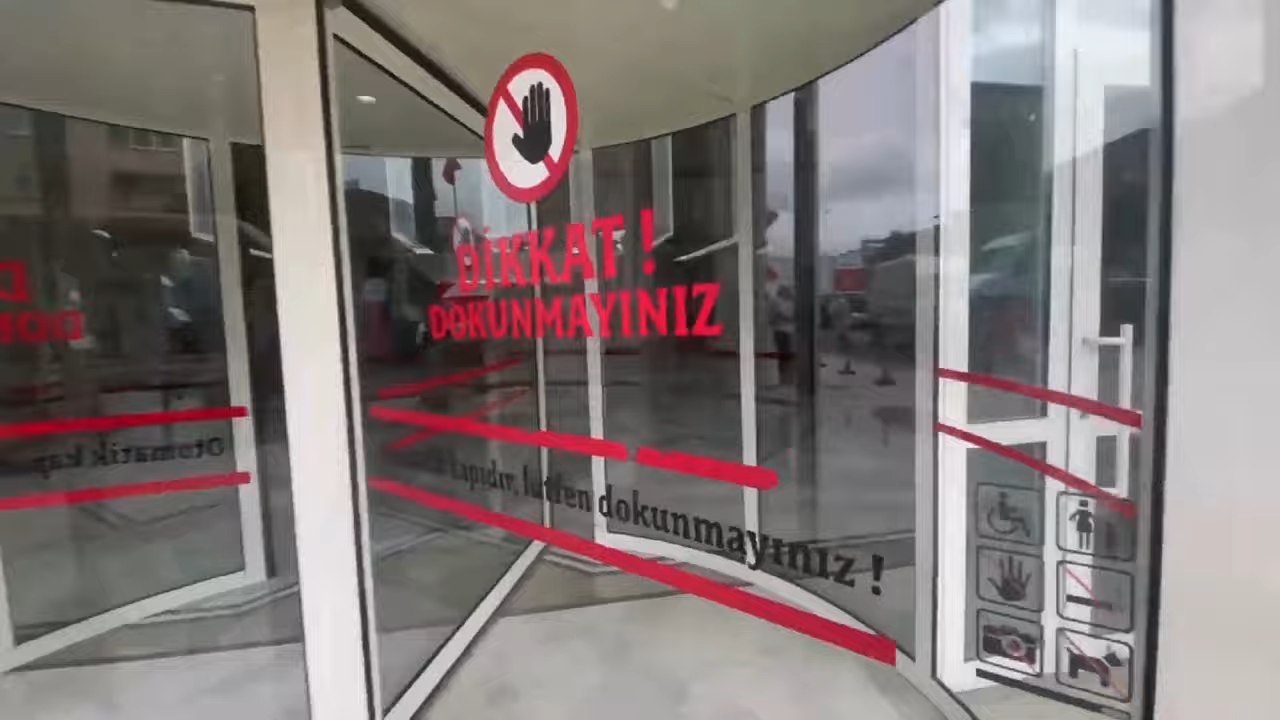 DİKKAT !
DOKUNMAYINIZ
kapıdır, lütfen dokunmayınız !
Otomatik kap